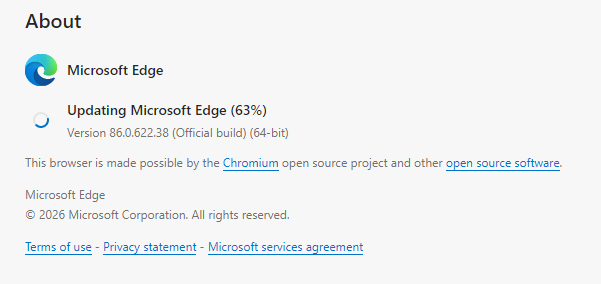 About
Microsoft Edge
Updating Microsoft Edge (63%)
Version 86.0.622.38 (Official build) (64-bit)
This browser is made possible by the Chromium open source project and other open source software.
Microsoft Edge
© 2026 Microsoft Corporation. All rights reserved.
Terms of use - Privacy statement - Microsoft services agreement